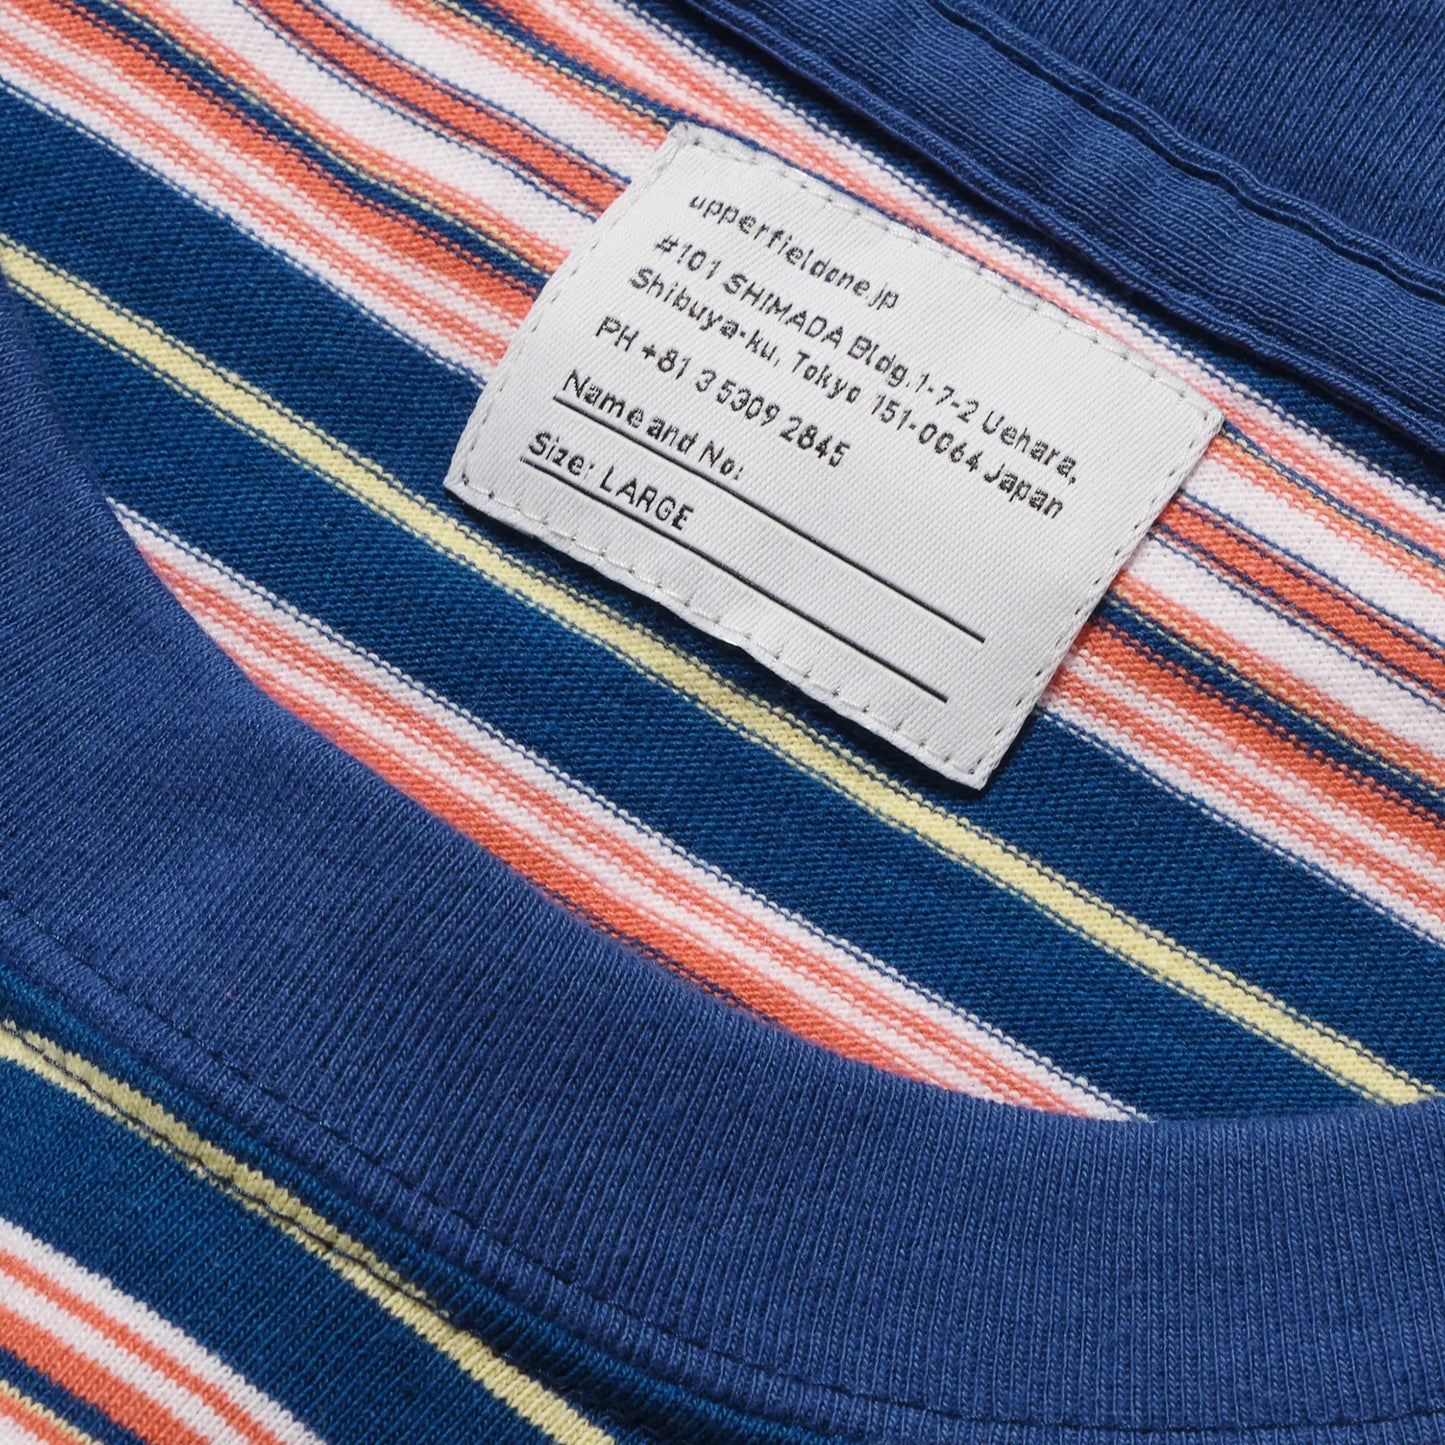 upperfieldone.jp
#101 SHIMADA Bldg.1-7-2 Uehara,
Shibuya-ku, Tokyo 151-0064 Japan
PH +81 3 5309 2845
Name and No:
Size: LARGE